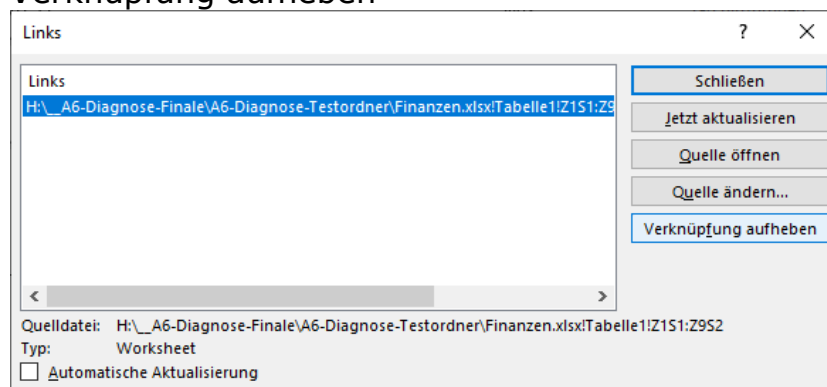 Verknüpfung aufheben
Links ? ×
Links
H:\__A6-Diagnose-Finale\A6-Diagnose-Testordner\Finanzen.xlsx!Tabelle1!Z1S1:Z9
Schließen
Jetzt aktualisieren
Quelle öffnen
Quelle ändern...
Verknüpfung aufheben
Quelldatei: H:\__A6-Diagnose-Finale\A6-Diagnose-Testordner\Finanzen.xlsx!Tabelle1!Z1S1:Z9S2
Typ: Worksheet
Automatische Aktualisierung